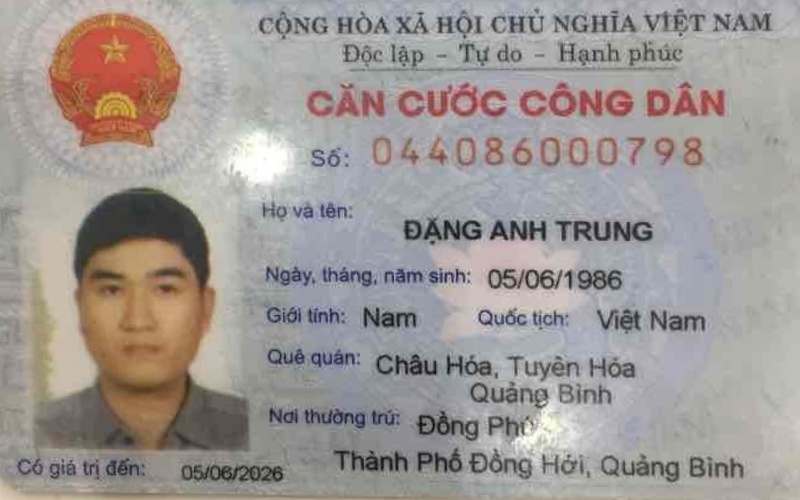 CỘNG HÒA XÃ HỘI CHỦ NGHĨA VIỆT NAM
Độc lập - Tự do - Hạnh phúc
CĂN CƯỚC CÔNG DÂN
Số: 044086000798
Họ và tên:
ĐẶNG ANH TRUNG
Ngày, tháng, năm sinh: 05/06/1986
Giới tính: Nam Quốc tịch: Việt Nam
Quê quán: Châu Hóa, Tuyên Hóa
Quảng Bình
Nơi thường trú: Đồng Phú
Thành Phố Đồng Hới, Quảng Bình
Có giá trị đến: 05/06/2026